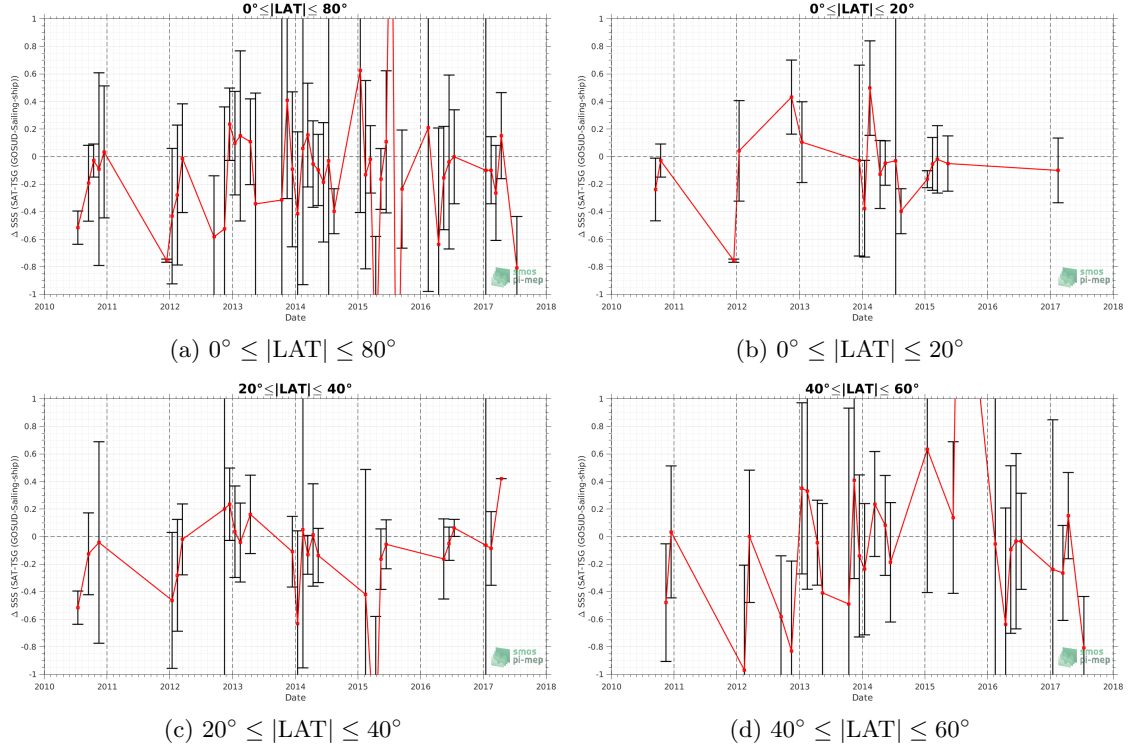 0°≤|LAT|≤ 80°
Δ SSS (SAT-TSG (GOSUD-Sailing-ship))
1
0.8
0.6
0.4
0.2
0
-0.2
-0.4
-0.6
-0.8
-1
2010 2011 2012 2013 2014 2015 2016 2017 2018
Date
smos
pi-mep
(a) 0° ≤ |LAT| ≤ 80°
0°≤|LAT|≤ 20°
Δ SSS (SAT-TSG (GOSUD-Sailing-ship))
1
0.8
0.6
0.4
0.2
0
-0.2
-0.4
-0.6
-0.8
-1
2010 2011 2012 2013 2014 2015 2016 2017 2018
Date
smos
pi-mep
(b) 0° ≤ |LAT| ≤ 20°
20°≤|LAT|≤ 40°
Δ SSS (SAT-TSG (GOSUD-Sailing-ship))
1
0.8
0.6
0.4
0.2
0
-0.2
-0.4
-0.6
-0.8
-1
2010 2011 2012 2013 2014 2015 2016 2017 2018
Date
smos
pi-mep
(c) 20° ≤ |LAT| ≤ 40°
40°≤|LAT|≤ 60°
Δ SSS (SAT-TSG (GOSUD-Sailing-ship))
1
0.8
0.6
0.4
0.2
0
-0.2
-0.4
-0.6
-0.8
-1
2010 2011 2012 2013 2014 2015 2016 2017 2018
Date
smos
pi-mep
(d) 40° ≤ |LAT| ≤ 60°